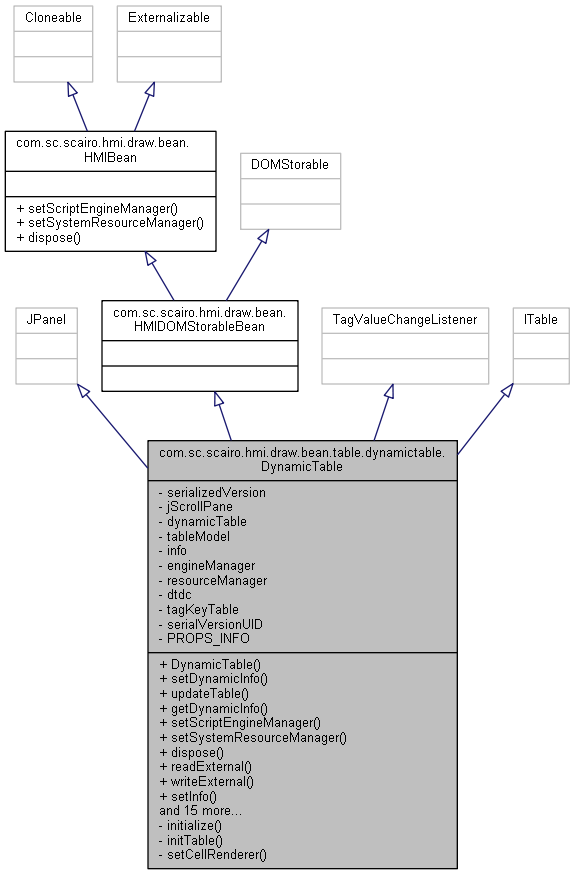 Cloneable
Externalizable
com.sc.scairo.hmi.draw.bean.
HMIBean
+ setScriptEngineManager()
+ setSystemResourceManager()
+ dispose()
DOMStorable
com.sc.scairo.hmi.draw.bean.
HMIDOMStorableBean
JPanel
TagValueChangeListener
ITable
com.sc.scairo.hmi.draw.bean.table.dynamictable.
DynamicTable
- serializedVersion
- jScrollPane
- dynamicTable
- tableModel
- info
- engineManager
- resourceManager
- dtdc
- tagKeyTable
- serialVersionUID
- PROPS_INFO
+ DynamicTable()
+ setDynamicInfo()
+ updateTable()
+ getDynamicInfo()
+ setScriptEngineManager()
+ setSystemResourceManager()
+ dispose()
+ readExternal()
+ writeExternal()
+ setInfo()
and 15 more...
- initialize()
- initTable()
- setCellRenderer()